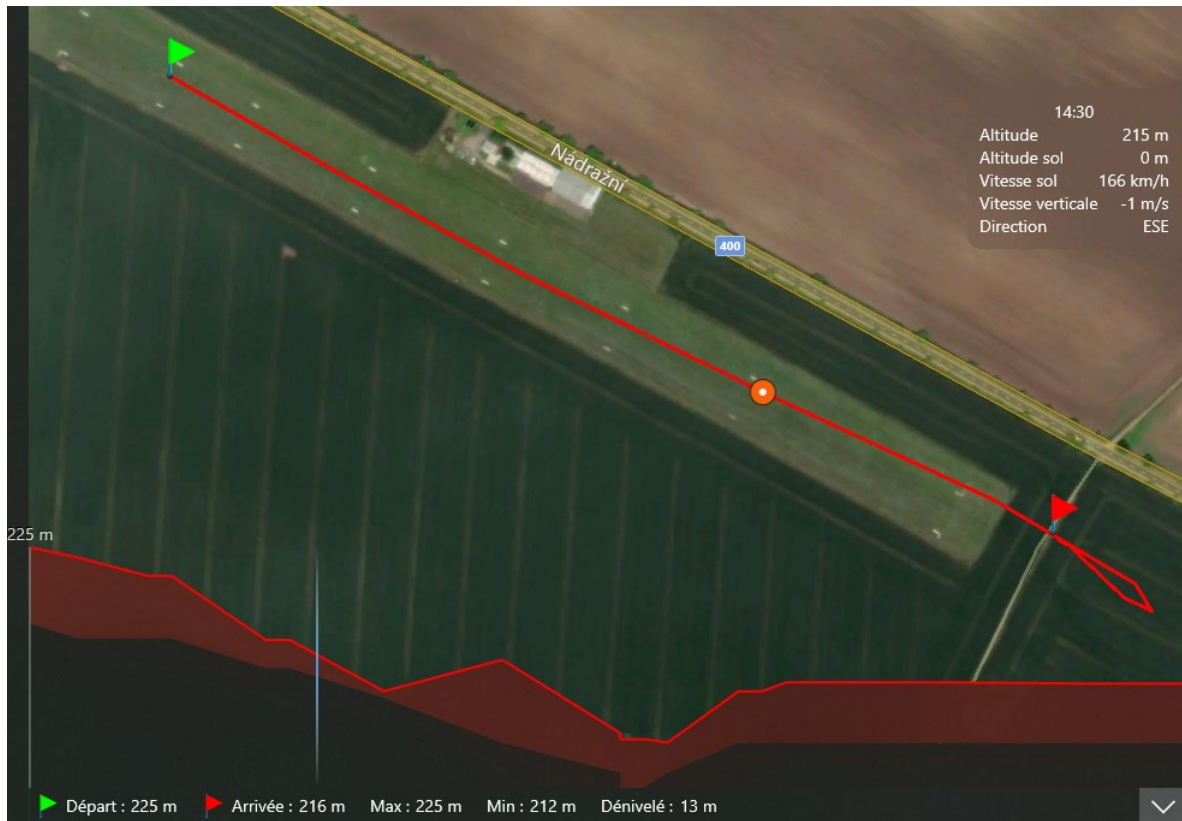 14:30
Altitude 215 m
Altitude sol 0 m
Vitesse sol 166 km/h
Vitesse verticale -1 m/s
Direction ESE
Nádražní
400
225 m
Départ : 225 m Arrivée : 216 m Max : 225 m Min : 212 m Dénivelé : 13 m